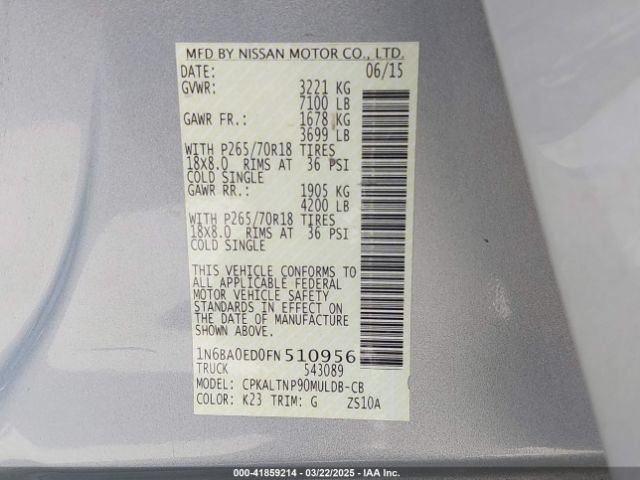 MFD BY NISSAN MOTOR CO., LTD.
DATE: 06/15
GVWR: 3221 KG
7100 LB
GAWR FR.: 1678 KG
3699 LB
WITH P265/70R18 TIRES
18X8.0 RIMS AT 36 PSI
COLD SINGLE
GAWR RR.: 1905 KG
4200 LB
WITH P265/70R18 TIRES
18X8.0 RIMS AT 36 PSI
COLD SINGLE
THIS VEHICLE CONFORMS TO
ALL APPLICABLE FEDERAL
MOTOR VEHICLE SAFETY
STANDARDS IN EFFECT ON
THE DATE OF MANUFACTURE
SHOWN ABOVE.
1N6BA0ED0FN 510956
TRUCK 543089
MODEL: CPKALTNP90MULDB-CB
COLOR: K23 TRIM: G ZS10A
000-41859214 - 03/22/2025 - IAA Inc.